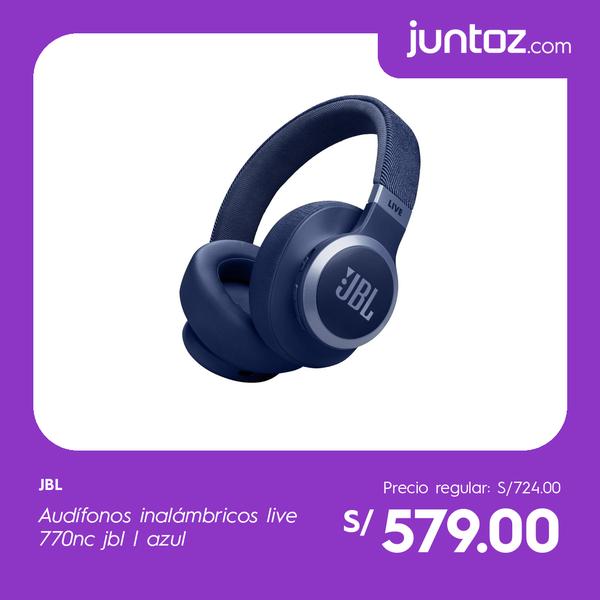 juntoz.com
LIVE
JBL
JBL
Audífonos inalámbricos live
770nc jbl | azul
Precio regular: S/724.00
S/ 579.00